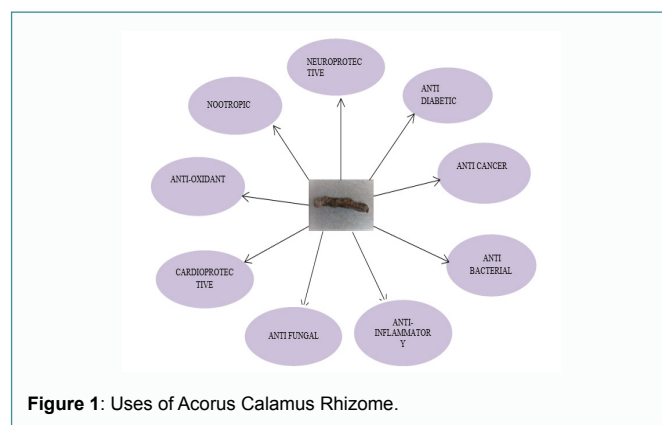 NEUROPROTEC
TIVE
ANTI
DIABETIC
NOOTROPIC
ANTI CANCER
ANTI-OXIDANT
ANTI
BACTERIAL
CARDIOPROTEC
TIVE
ANTI FUNGAL
ANTI-
INFLAMMATOR
Y
Figure 1: Uses of Acorus Calamus Rhizome.